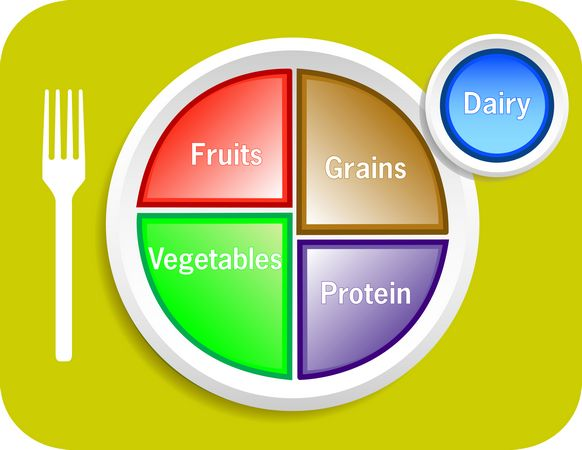 Fruits
Grains
Dairy
Vegetables
Protein